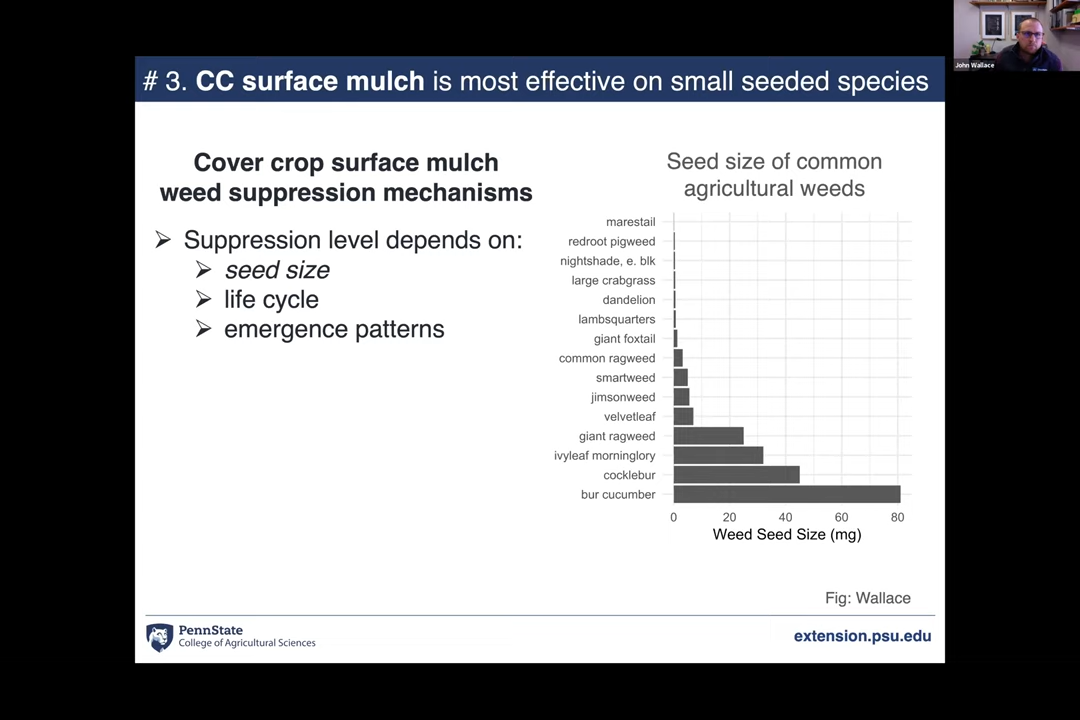 # 3. CC surface mulch is most effective on small seeded species
John Wallace
Cover crop surface mulch
weed suppression mechanisms
➢ Suppression level depends on:
➢ seed size
➢ life cycle
➢ emergence patterns
Seed size of common
agricultural weeds
marestail
redroot pigweed
nightshade, e. blk
large crabgrass
dandelion
lambsquarters
giant foxtail
common ragweed
smartweed
jimsonweed
velvetleaf
giant ragweed
ivyleaf morninglory
cocklebur
bur cucumber
0 20 40 60 80
Weed Seed Size (mg)
Fig: Wallace
PennState
College of Agricultural Sciences
extension.psu.edu